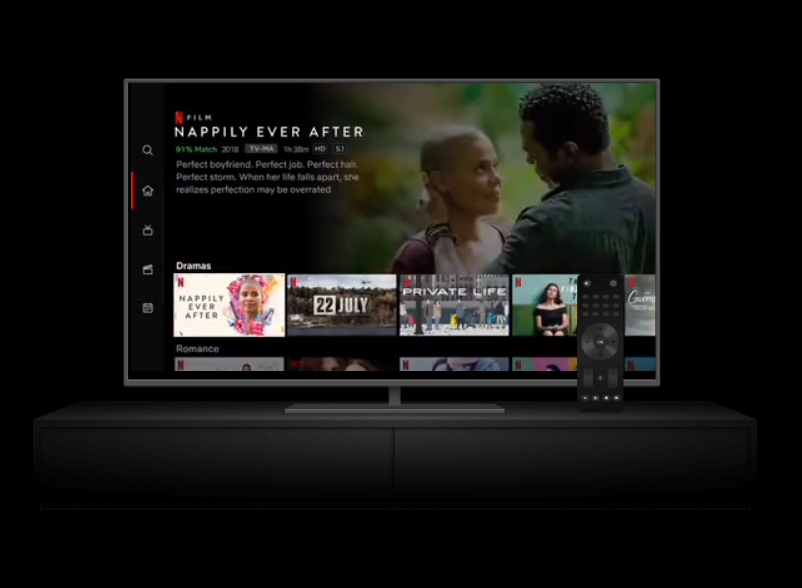 N FILM
NAPPILY EVER AFTER
91% Match 2018 TV-MA 1h 38m HD 5.1
Perfect boyfriend. Perfect job. Perfect hair.
Perfect storm. When her life falls apart, she
realizes perfection may be overrated
Dramas
N
NAPPILY
EVER
AFTER
N
22 JULY
PRIVATE LIFE
N
Romance
N
N
N